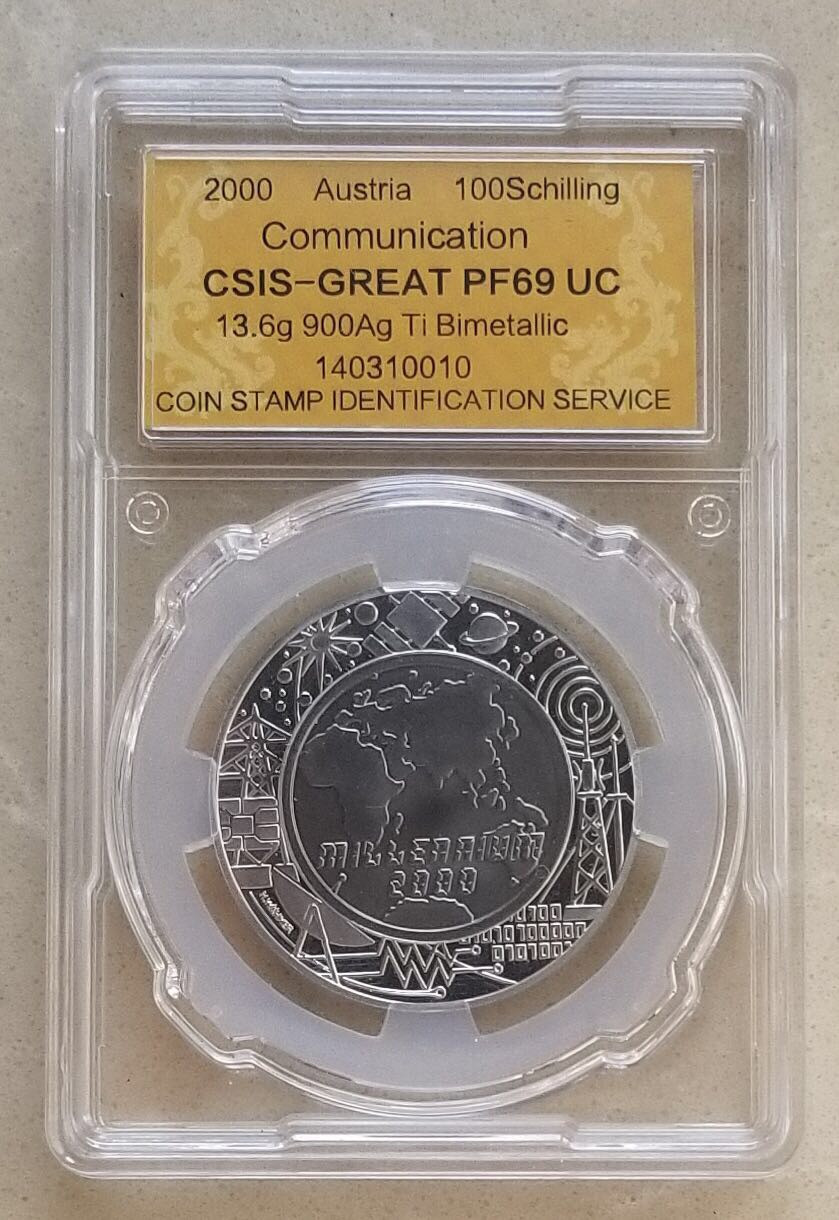 2000 Austria 100Schilling
Communication
CSIS-GREAT PF69 UC
13.6g 900Ag Ti Bimetallic
140310010
COIN STAMP IDENTIFICATION SERVICE
MILLENNIUM
2000